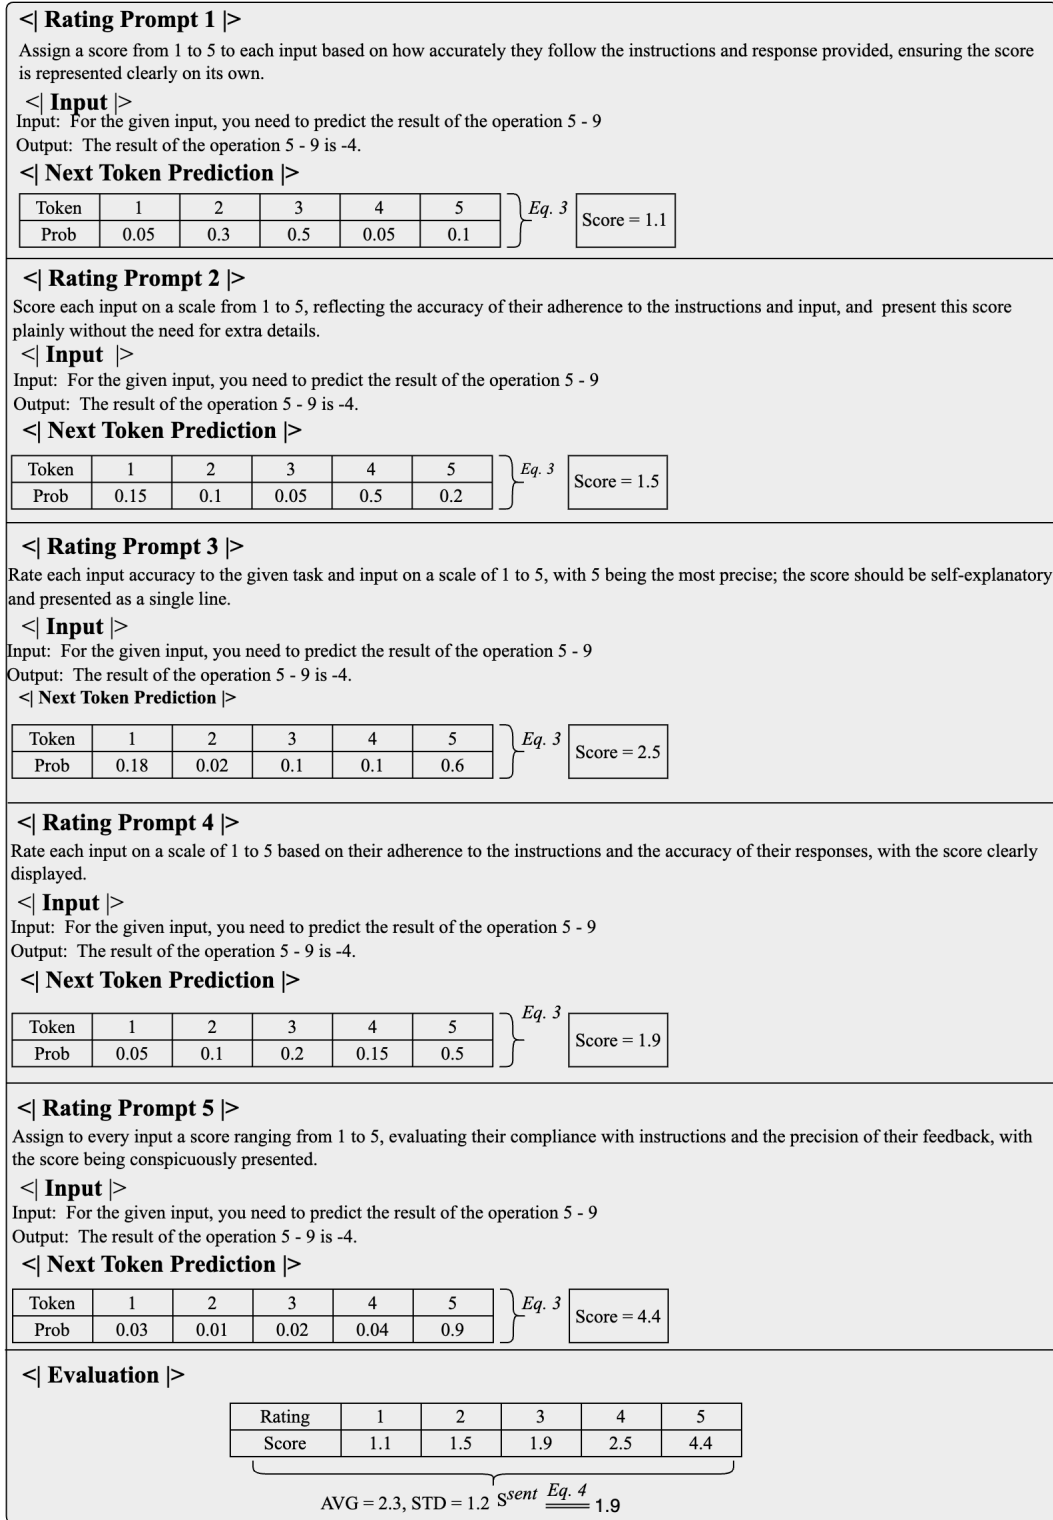 <| Rating Prompt 1 |>
Assign a score from 1 to 5 to each input based on how accurately they follow the instructions and response provided, ensuring the score
is represented clearly on its own.
<| Input |>
Input: For the given input, you need to predict the result of the operation 5 - 9
Output: The result of the operation 5 - 9 is -4.
<| Next Token Prediction |>
Token 1 2 3 4 5 Eq. 3
Prob 0.05 0.3 0.5 0.05 0.1 Score = 1.1
<| Rating Prompt 2 |>
Score each input on a scale from 1 to 5, reflecting the accuracy of their adherence to the instructions and input, and present this score
plainly without the need for extra details.
<| Input |>
Input: For the given input, you need to predict the result of the operation 5 - 9
Output: The result of the operation 5 - 9 is -4.
<| Next Token Prediction |>
Token 1 2 3 4 5 Eq. 3
Prob 0.15 0.1 0.05 0.5 0.2 Score = 1.5
<| Rating Prompt 3 |>
Rate each input accuracy to the given task and input on a scale of 1 to 5, with 5 being the most precise; the score should be self-explanatory
and presented as a single line.
<| Input |>
Input: For the given input, you need to predict the result of the operation 5 - 9
Output: The result of the operation 5 - 9 is -4.
<| Next Token Prediction |>
Token 1 2 3 4 5 Eq. 3
Prob 0.18 0.02 0.1 0.1 0.6 Score = 2.5
<| Rating Prompt 4 |>
Rate each input on a scale of 1 to 5 based on their adherence to the instructions and the accuracy of their responses, with the score clearly
displayed.
<| Input |>
Input: For the given input, you need to predict the result of the operation 5 - 9
Output: The result of the operation 5 - 9 is -4.
<| Next Token Prediction |>
Token 1 2 3 4 5 Eq. 3
Prob 0.05 0.1 0.2 0.15 0.5 Score = 1.9
<| Rating Prompt 5 |>
Assign to every input a score ranging from 1 to 5, evaluating their compliance with instructions and the precision of their feedback, with
the score being conspicuously presented.
<| Input |>
Input: For the given input, you need to predict the result of the operation 5 - 9
Output: The result of the operation 5 - 9 is -4.
<| Next Token Prediction |>
Token 1 2 3 4 5 Eq. 3
Prob 0.03 0.01 0.02 0.04 0.9 Score = 4.4
<| Evaluation |>
Rating 1 2 3 4 5
Score 1.1 1.5 1.9 2.5 4.4
AVG = 2.3, STD = 1.2 S^sent Eq. 4 = 1.9